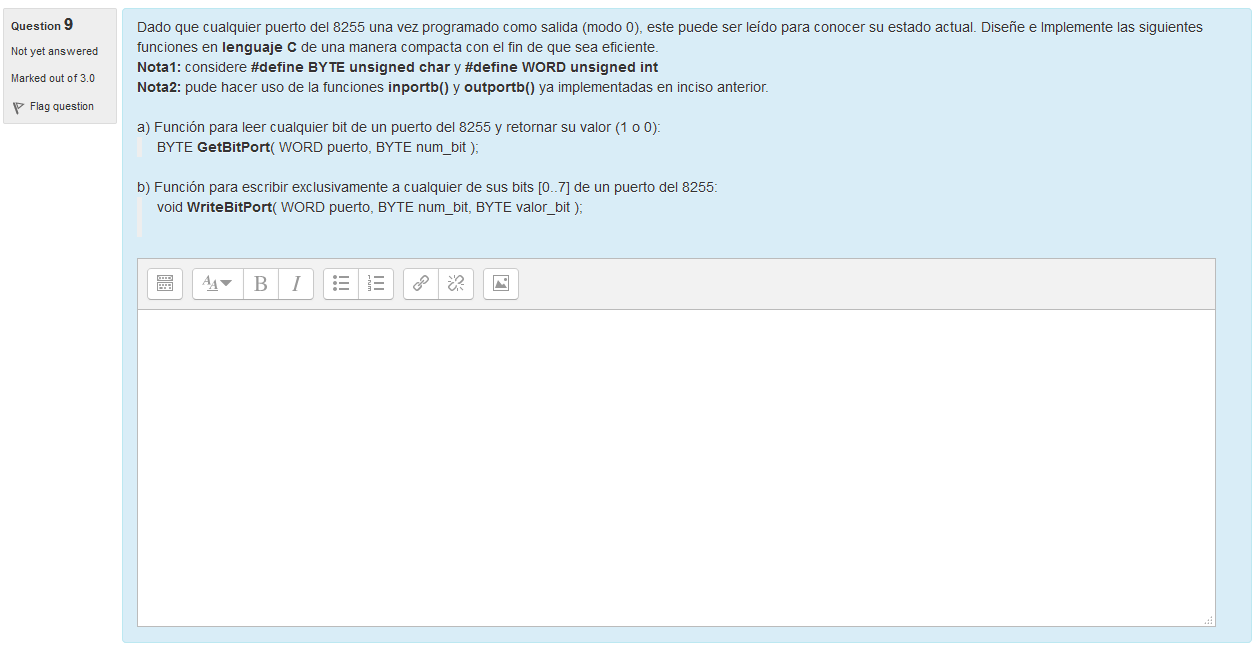 Question 9
Not yet answered
Marked out of 3.0
Flag question
Dado que cualquier puerto del 8255 una vez programado como salida (modo 0), este puede ser leído para conocer su estado actual. Diseñe e Implemente las siguientes
funciones en lenguaje C de una manera compacta con el fin de que sea eficiente.
Nota1: considere #define BYTE unsigned char y #define WORD unsigned int
Nota2: pude hacer uso de la funciones inportb() y outportb() ya implementadas en inciso anterior.
a) Función para leer cualquier bit de un puerto del 8255 y retornar su valor (1 o 0):
BYTE GetBitPort( WORD puerto, BYTE num_bit );
b) Función para escribir exclusivamente a cualquier de sus bits [0..7] de un puerto del 8255:
void WriteBitPort( WORD puerto, BYTE num_bit, BYTE valor_bit );